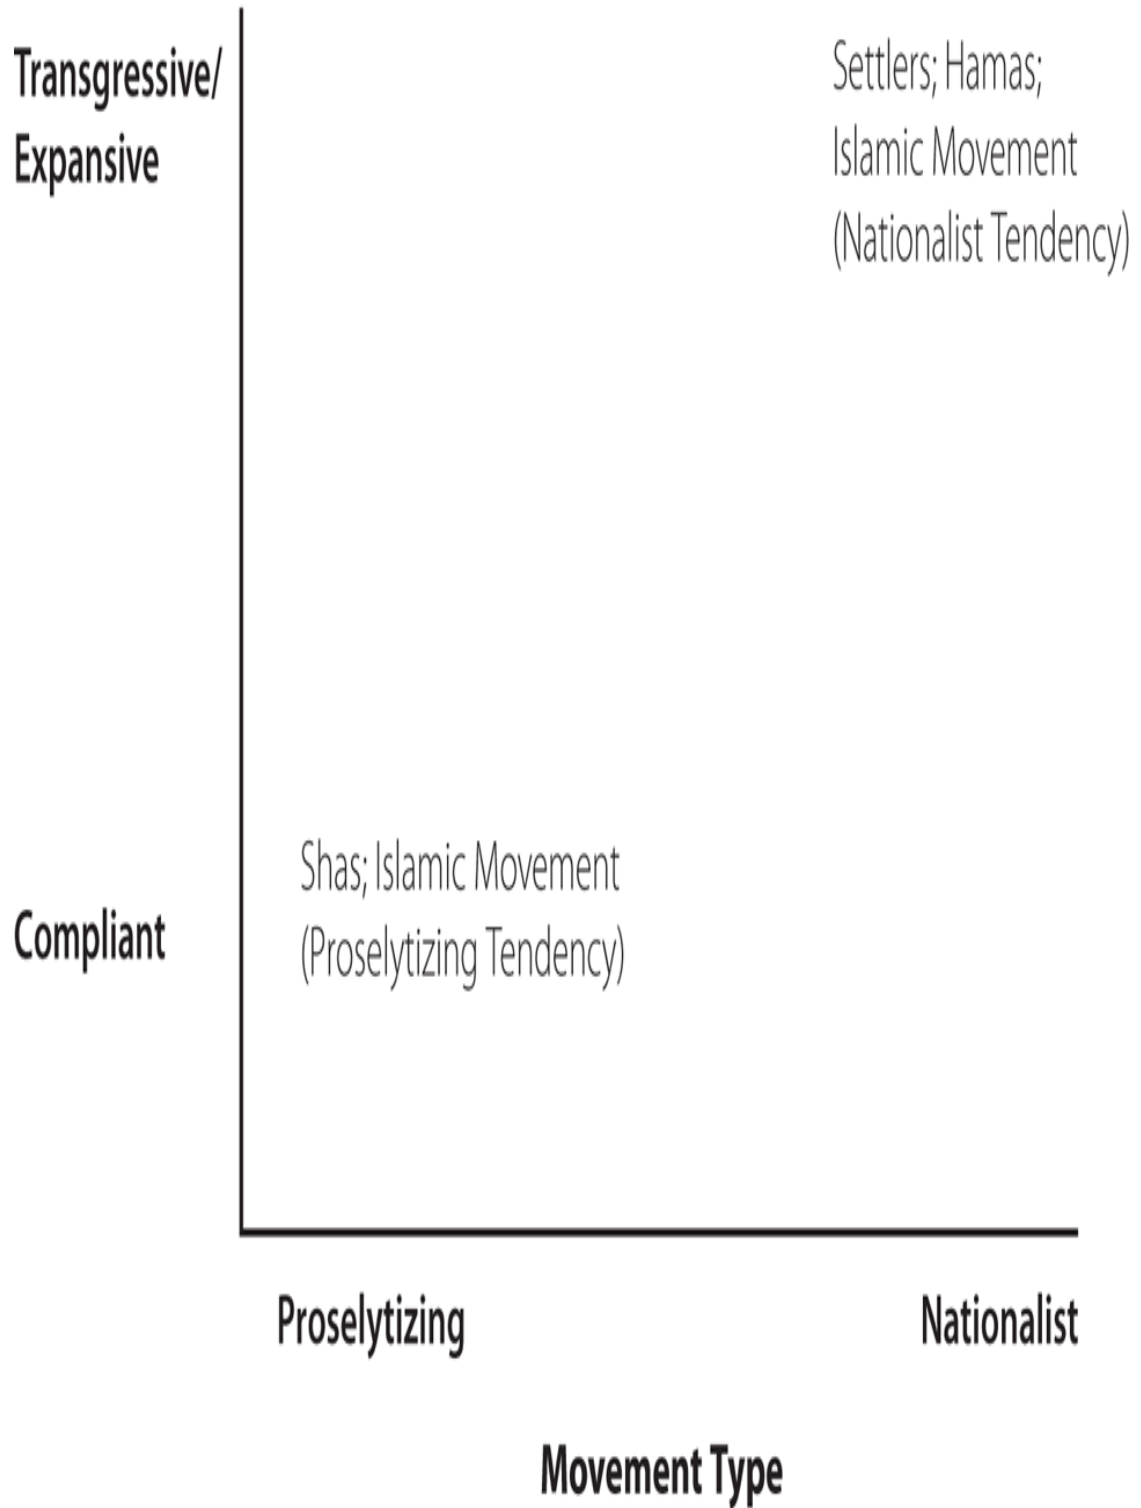 Transgressive/
Expansive
Settlers; Hamas;
Islamic Movement
(Nationalist Tendency)
Shas; Islamic Movement
(Proselytizing Tendency)
Compliant
Proselytizing
Nationalist
Movement Type